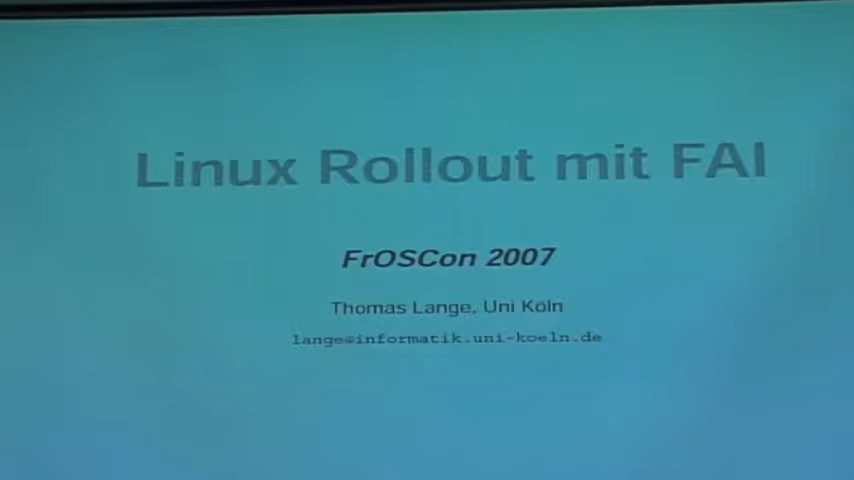 Linux Rollout mit FAI
FrOSCon 2007
Thomas Lange, Uni Köln
lange@informatik.uni-koeln.de